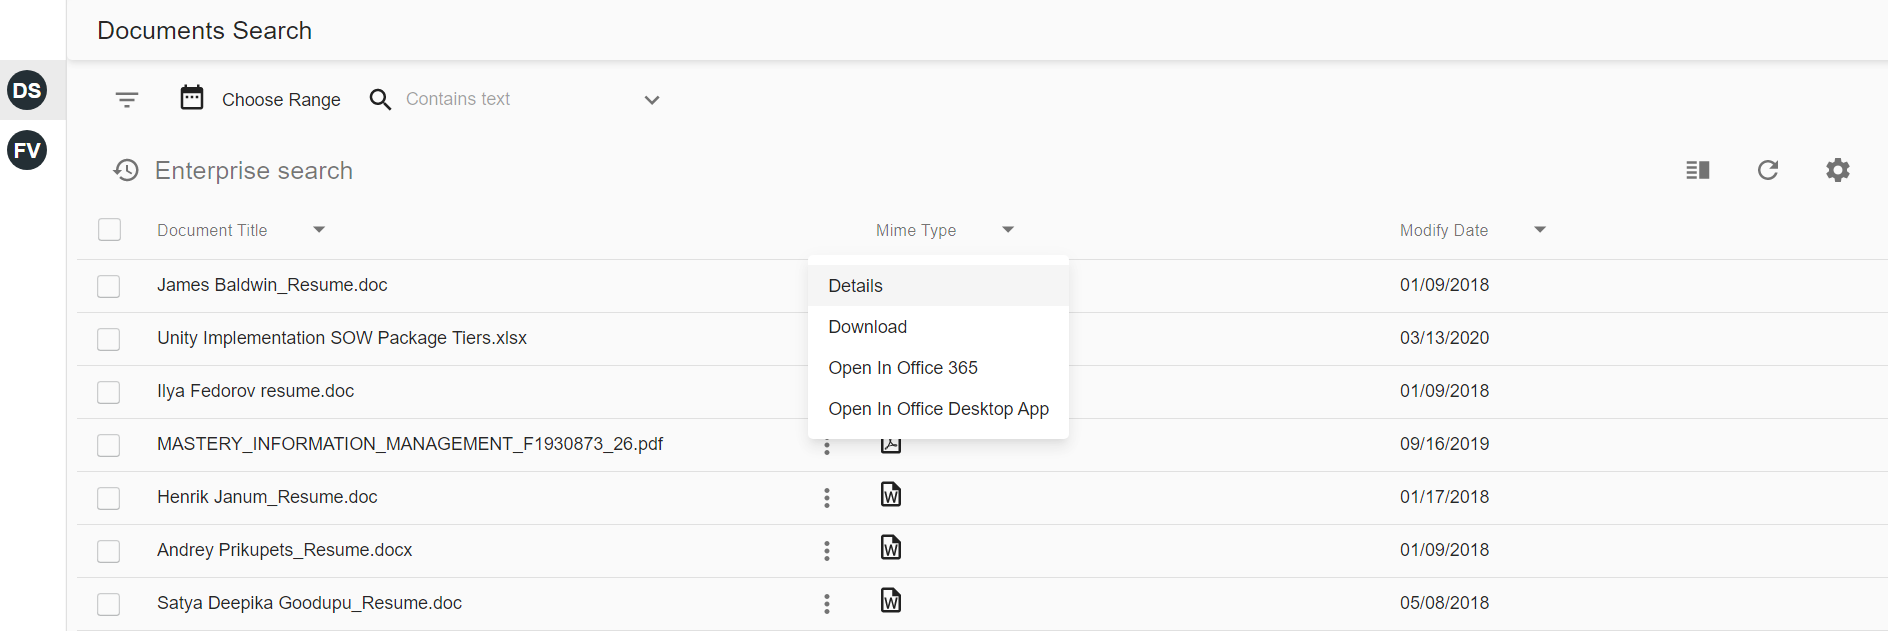 Documents Search
DS
FV
Choose Range Contains text
Enterprise search
Document Title Mime Type Modify Date
James Baldwin_Resume.doc 01/09/2018
Details
Unity Implementation SOW Package Tiers.xlsx 03/13/2020
Download
Open In Office 365
Ilya Fedorov resume.doc 01/09/2018
Open In Office Desktop App
MASTERY_INFORMATION_MANAGEMENT_F1930873_26.pdf 09/16/2019
Henrik Janum_Resume.doc W 01/17/2018
Andrey Prikupets_Resume.docx W 01/09/2018
Satya Deepika Goodupu_Resume.doc W 05/08/2018